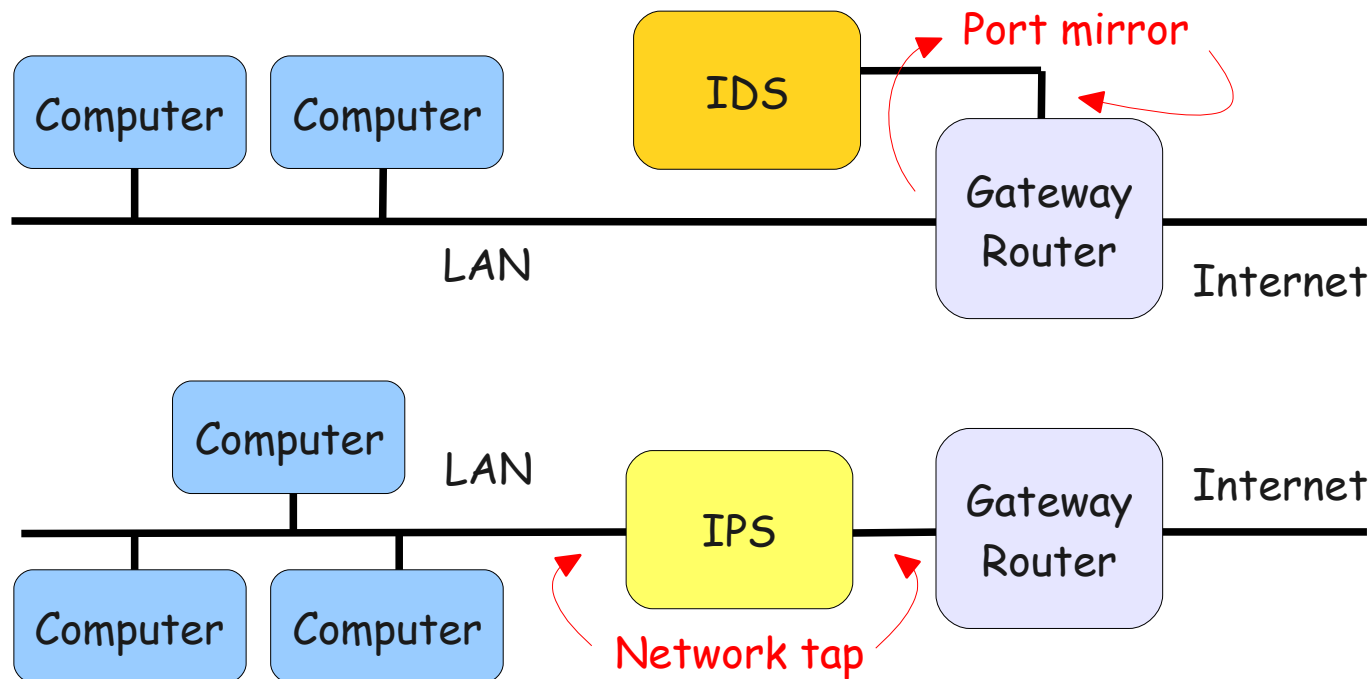 Port mirror
IDS
Computer
Computer
Gateway
Router
LAN
Internet
Computer
LAN
Internet
IPS
Gateway
Router
Computer
Computer
Network tap